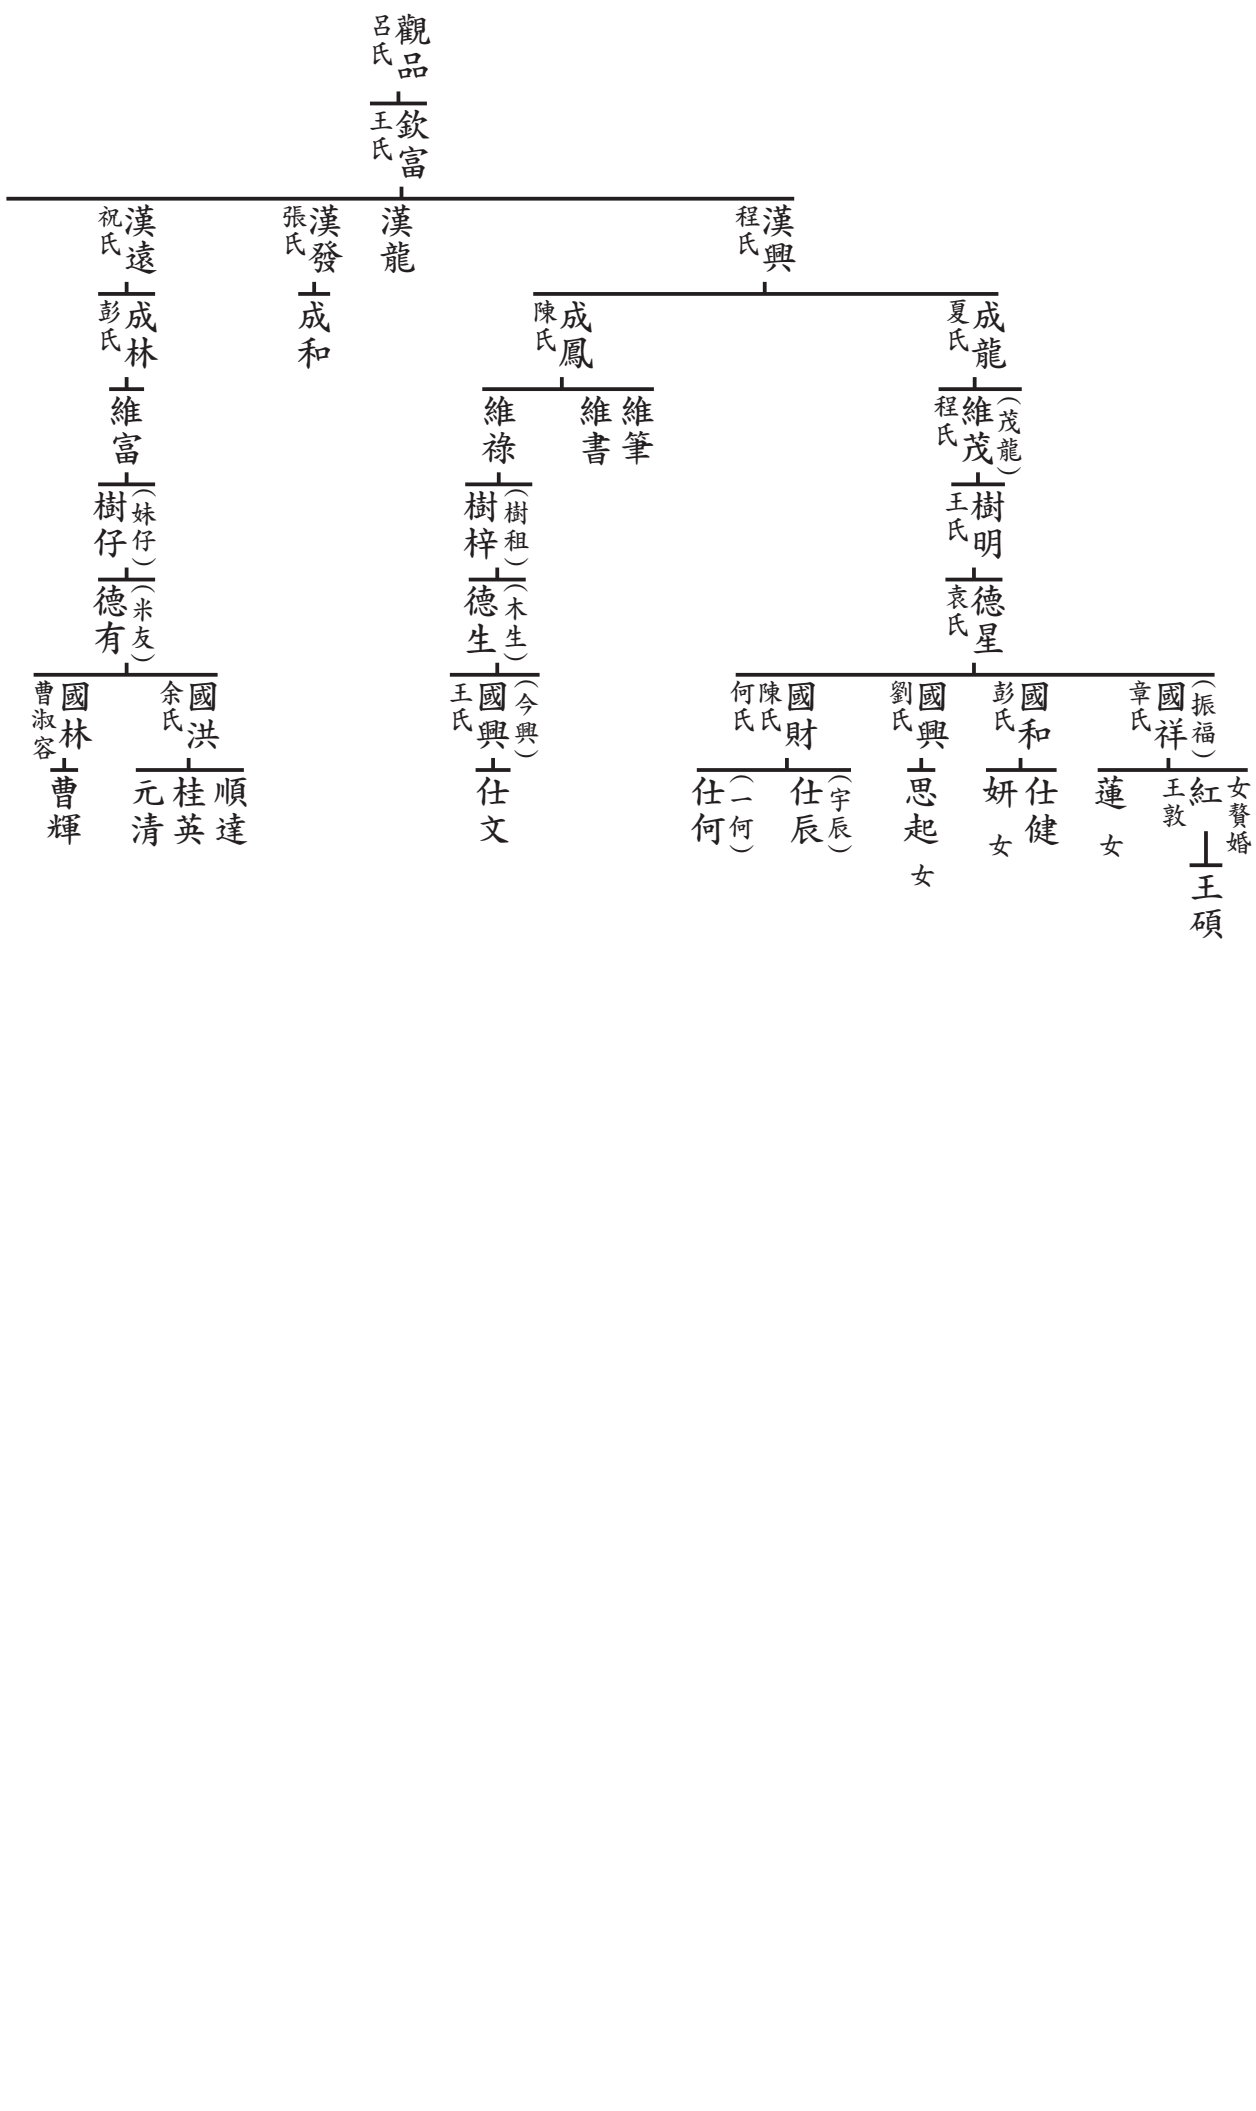 觀品
呂氏
欽富
王氏
漢興
程氏
漢龍
漢發
張氏
漢遠
祝氏
成龍
夏氏
成鳳
陳氏
成和
成林
彭氏
(茂龍)
維茂
程氏
維筆
維書
維祿
維富
樹明
王氏
(樹租)
樹梓
(妹仔)
樹仔
德星
袁氏
(木生)
德生
(米友)
德有
(振福)
國祥
章氏
國和
彭氏
國興
劉氏
國財
陳氏
何氏
(今興)
國興
王氏
國洪
余氏
國林
曹淑容
女贅婚
紅
王敦
蓮 女
仕健
妍 女
思起 女
(宇辰)
仕辰
(一何)
仕何
仕文
順達
桂英
元清
曹輝
王碩